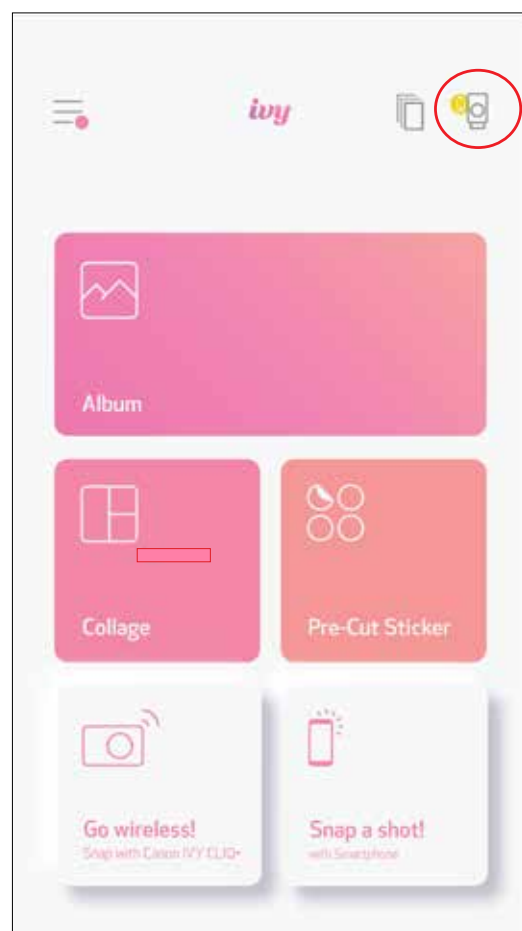 ivy
Album
Collage
Pre-Cut Sticker
Go wireless!
Snap with Canon IVY CLIQ+
Snap a shot!
with Smartphone